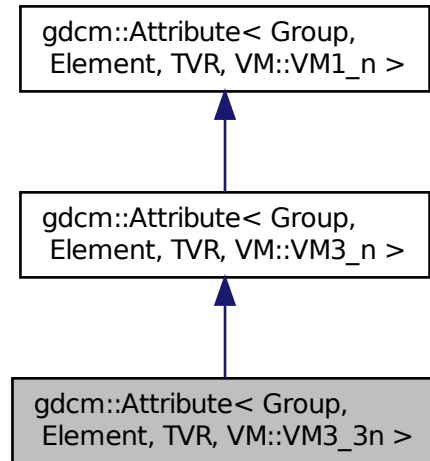 gdcm::Attribute< Group,
Element, TVR, VM::VM1_n >
gdcm::Attribute< Group,
Element, TVR, VM::VM3_n >
gdcm::Attribute< Group,
Element, TVR, VM::VM3_3n >